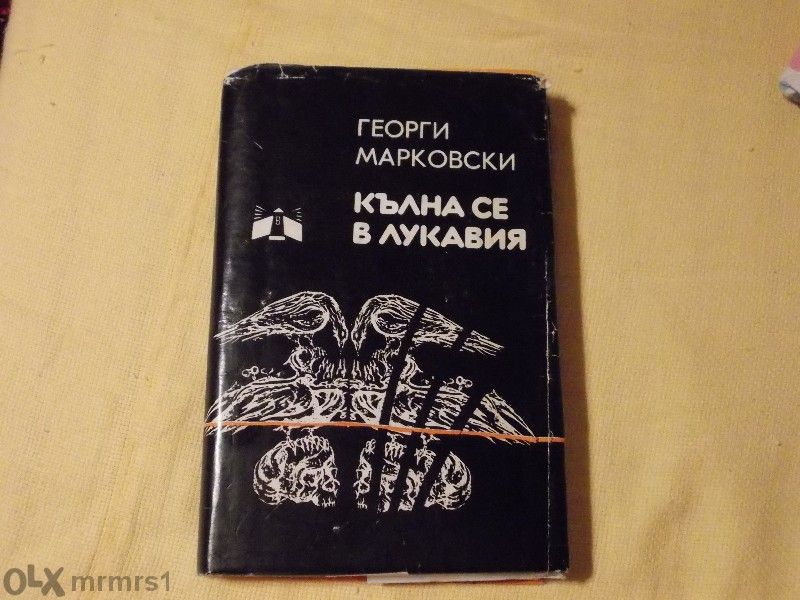 ГЕОРГИ
МАРКОВСКИ
КЪЛНА СЕ
В ЛУКАВИЯ
В
OLX mrmrs1